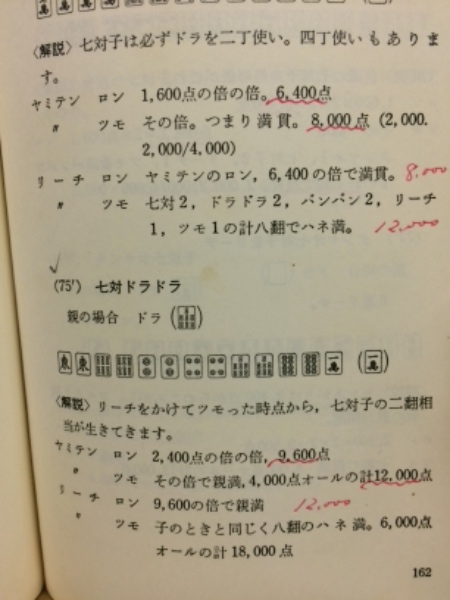 〈解説〉七対子は必ずドラを二丁使い。四丁使いもありま
す。
ヤミテン ロン 1,600点の倍の倍。6,400点
〃 ツモ その倍。つまり満貫。8,000点 (2,000.
2,000/4,000)
リーチ ロン ヤミテンのロン，6,400の倍で満貫。8,000
〃 ツモ 七対2，ドラドラ2，バンバン2，リーチ
1，ツモ1の計八翻でハネ満。 12,000
(75′) 七対ドラドラ
親の場合 ドラ
〈解説〉リーチをかけてツモった時点から，七対子の二翻相
当が生きてきます。
ヤミテン ロン 2,400点の倍の倍，9,600点
〃 ツモ その倍で親満，4,000点オールの計12,000点
リーチ ロン 9,600の倍で親満 12,000
〃 ツモ 子のときと同じく八翻のハネ満。6,000点
オールの計18,000点
162